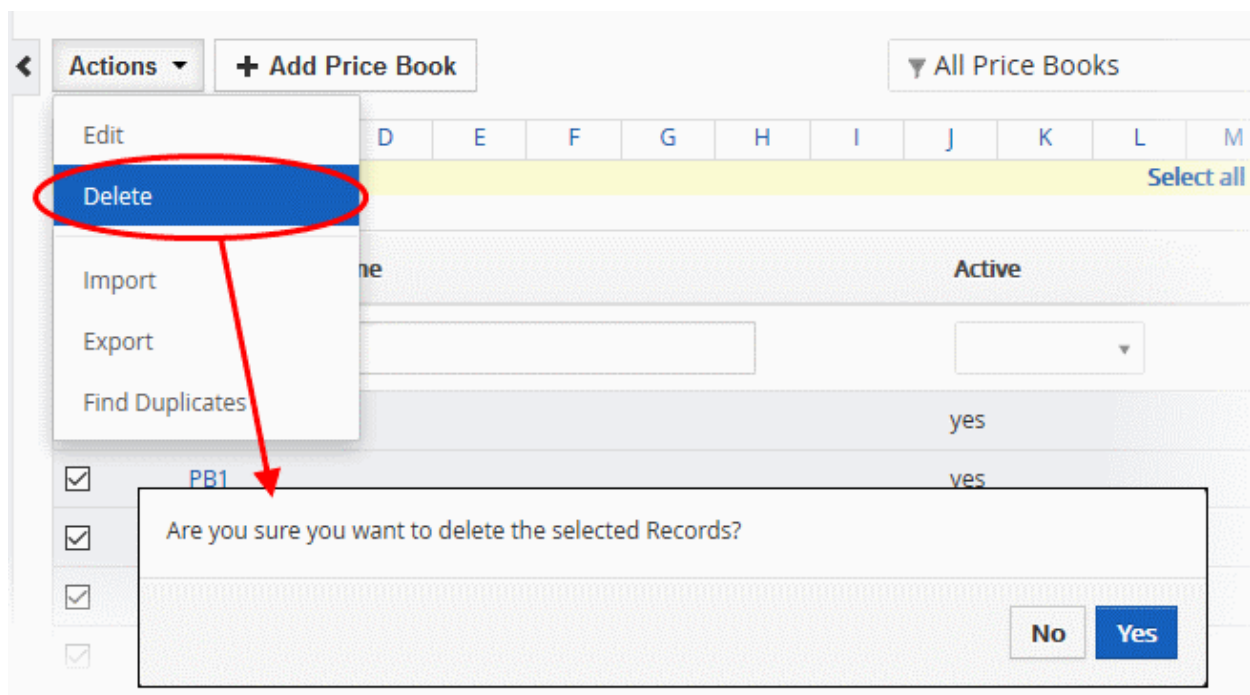 Actions + Add Price Book All Price Books
Edit D E F G H I J K L M
Delete Select all
Import Active
Export
Find Duplicates
yes
PB1 yes
Are you sure you want to delete the selected Records?
No Yes